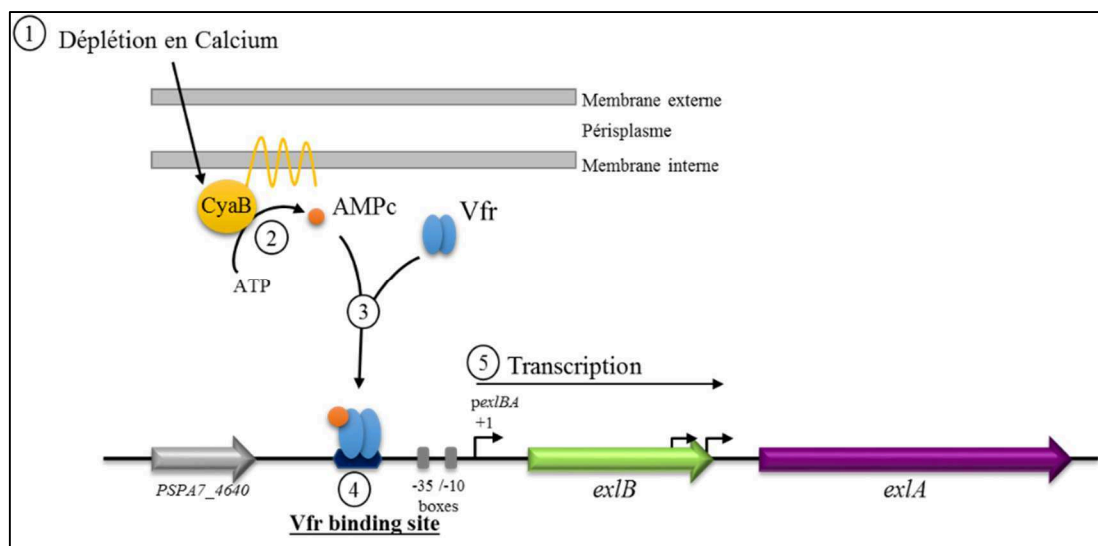 1 Déplétion en Calcium
Membrane externe
Périsplasme
Membrane interne
CyaB
AMPc
Vfr
2
ATP
3
5 Transcription
pexlBA
+1
PSPA7_4640
4
-35 /-10
boxes
exlB
exlA
Vfr binding site